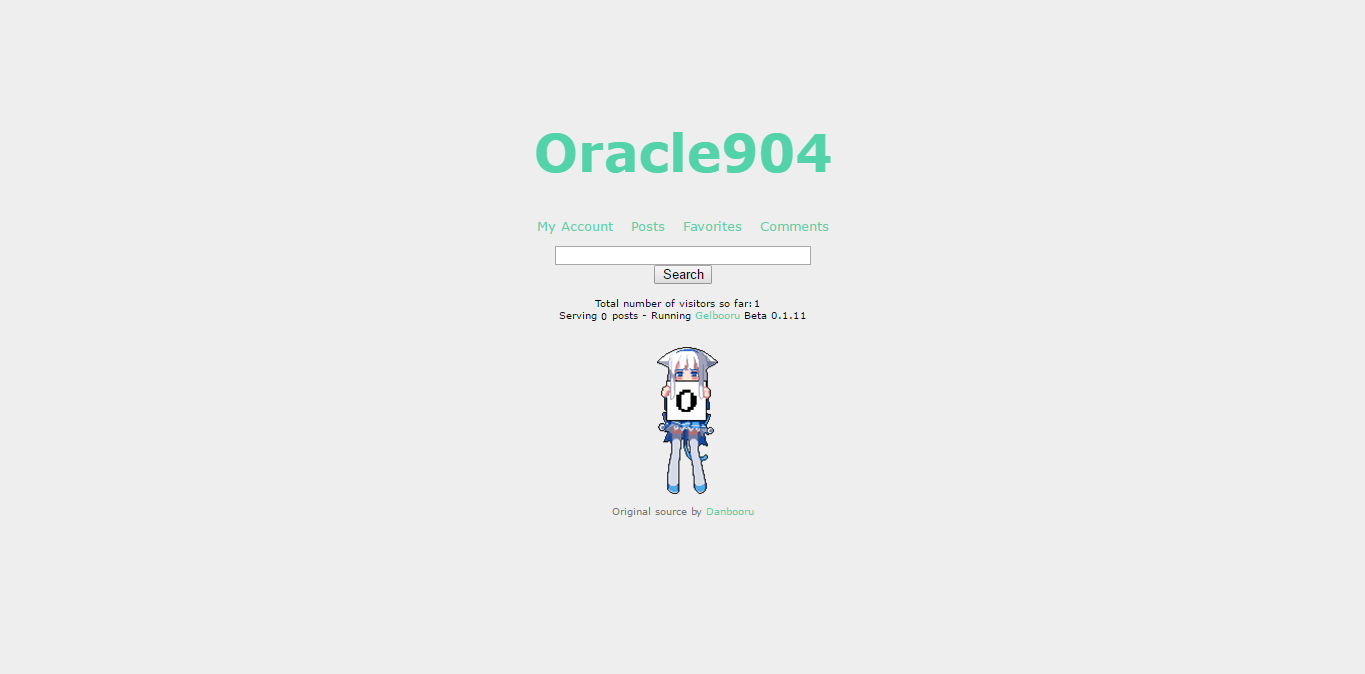 Oracle904
My Account Posts Favorites Comments
Search
Total number of visitors so far: 1
Serving 0 posts - Running Gelbooru Beta 0.1.11
0
Original source by Danbooru